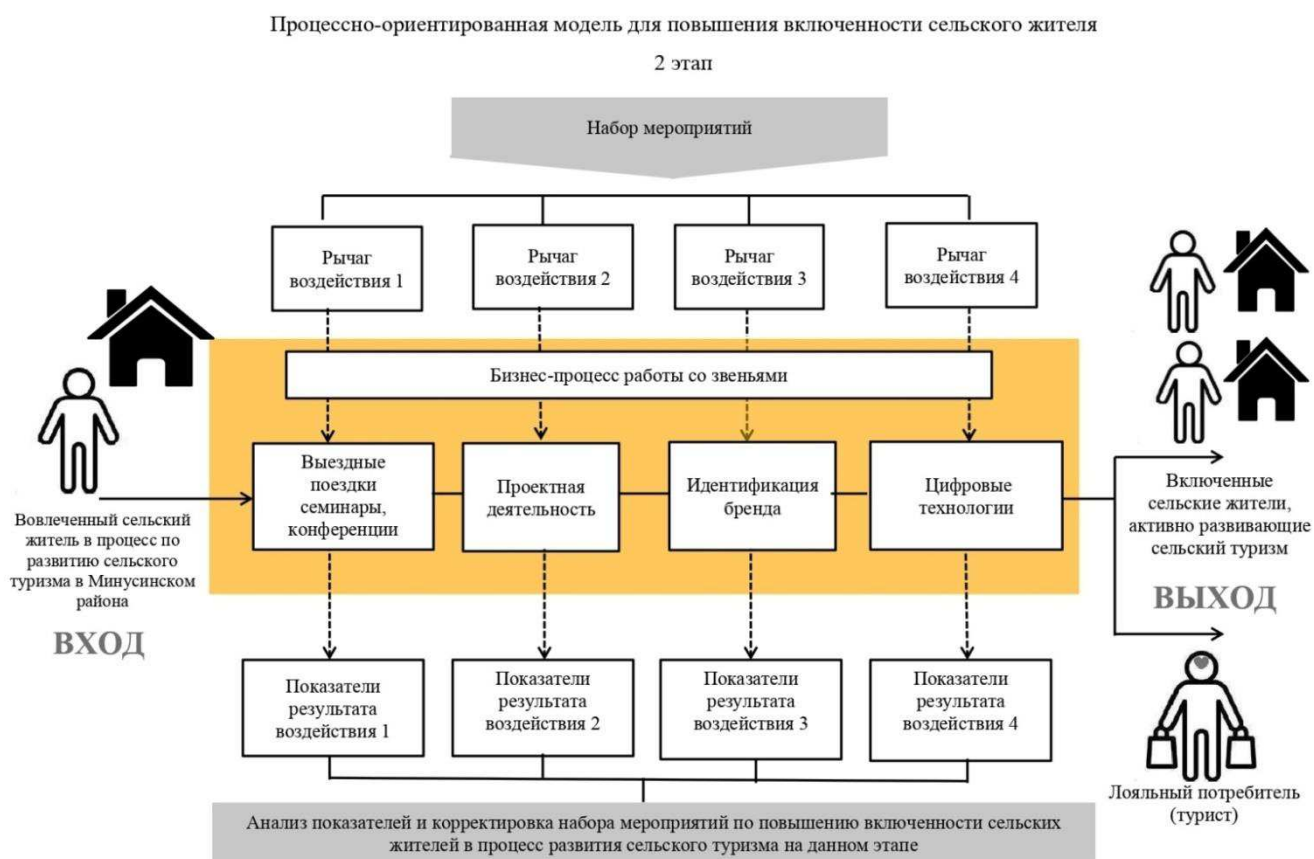 Процессно-ориентированная модель для повышения включенности сельского жителя
2 этап
Набор мероприятий
Рычаг
воздействия 1
Рычаг
воздействия 2
Рычаг
воздействия 3
Рычаг
воздействия 4
Бизнес-процесс работы со звеньями
Выездные
поездки
семинары,
конференции
Проектная
деятельность
Идентификация
бренда
Цифровые
технологии
Вовлеченный сельский
житель в процесс по
развитию сельского
туризма в Минусинском
района
ВХОД
Включенные
сельские жители,
активно развивающие
сельский туризм
ВЫХОД
Показатели
результата
воздействия 1
Показатели
результата
воздействия 2
Показатели
результата
воздействия 3
Показатели
результата
воздействия 4
Лояльный потребитель
(турист)
Анализ показателей и корректировка набора мероприятий по повышению включенности сельских
жителей в процесс развития сельского туризма на данном этапе